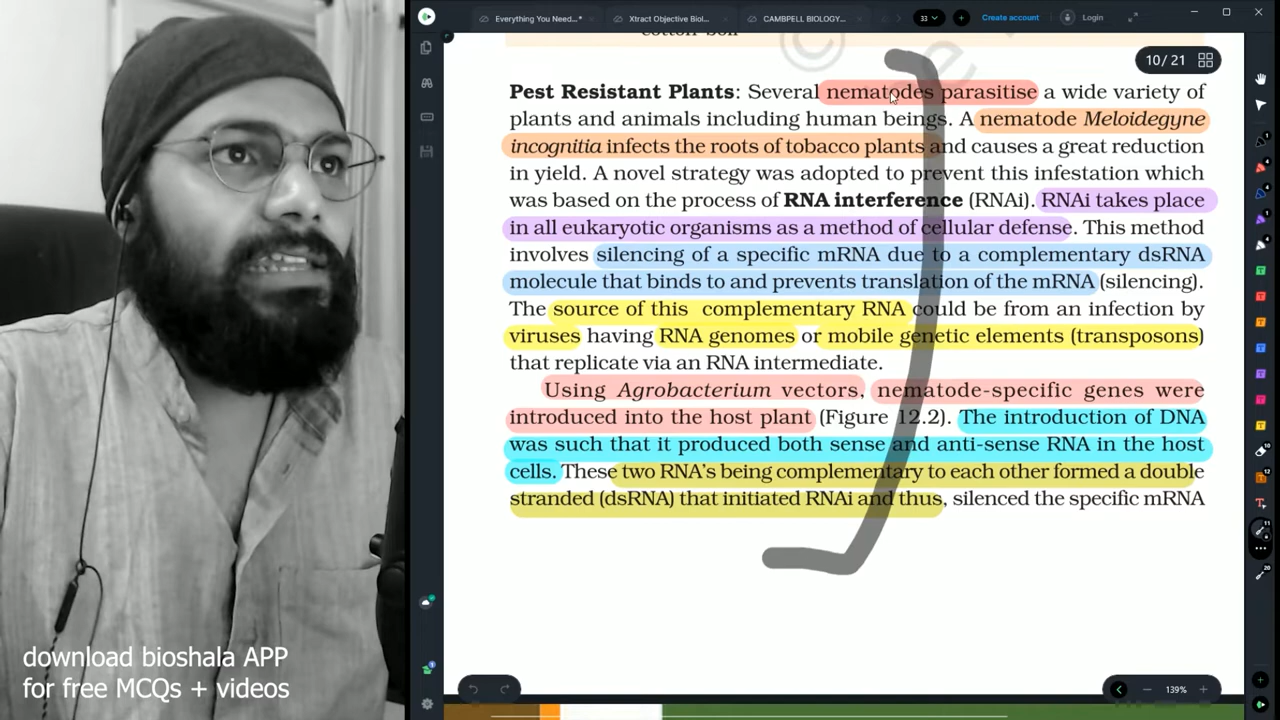 Everything You Need...*
Xtract Objective Biol...
CAMPBELL BIOLOGY...
33
Create account
Login
cotton boll
10/ 21
Pest Resistant Plants: Several nematodes parasitise a wide variety of
plants and animals including human beings. A nematode Meloidegyne
incognitia infects the roots of tobacco plants and causes a great reduction
in yield. A novel strategy was adopted to prevent this infestation which
was based on the process of RNA interference (RNAi). RNAi takes place
in all eukaryotic organisms as a method of cellular defense. This method
involves silencing of a specific mRNA due to a complementary dsRNA
molecule that binds to and prevents translation of the mRNA (silencing).
The source of this complementary RNA could be from an infection by
viruses having RNA genomes or mobile genetic elements (transposons)
that replicate via an RNA intermediate.
Using Agrobacterium vectors, nematode-specific genes were
introduced into the host plant (Figure 12.2). The introduction of DNA
was such that it produced both sense and anti-sense RNA in the host
cells. These two RNA's being complementary to each other formed a double
stranded (dsRNA) that initiated RNAi and thus, silenced the specific mRNA
139%
download bioshala APP
for free MCQs + videos